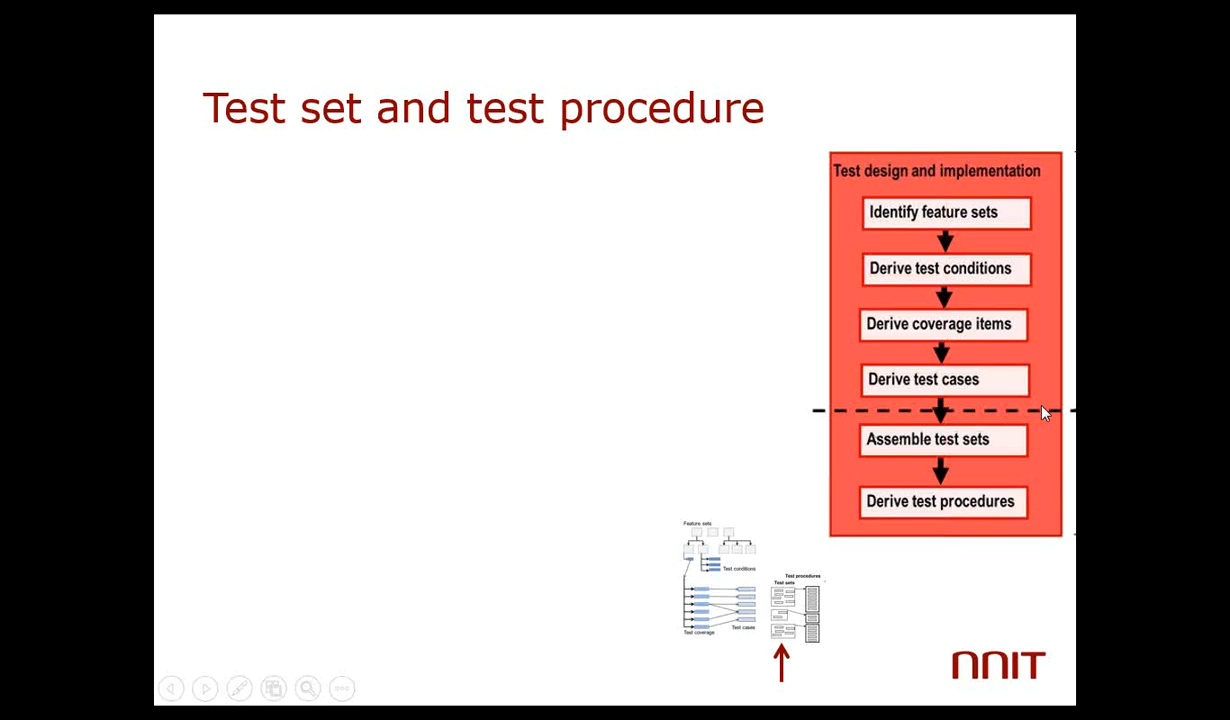 Test set and test procedure
Test design and implementation
Identify feature sets
Derive test conditions
Derive coverage items
Derive test cases
Assemble test sets
Derive test procedures
Feature sets
Test conditions
Test procedures
Test sets
Test cases
Test coverage
nniT